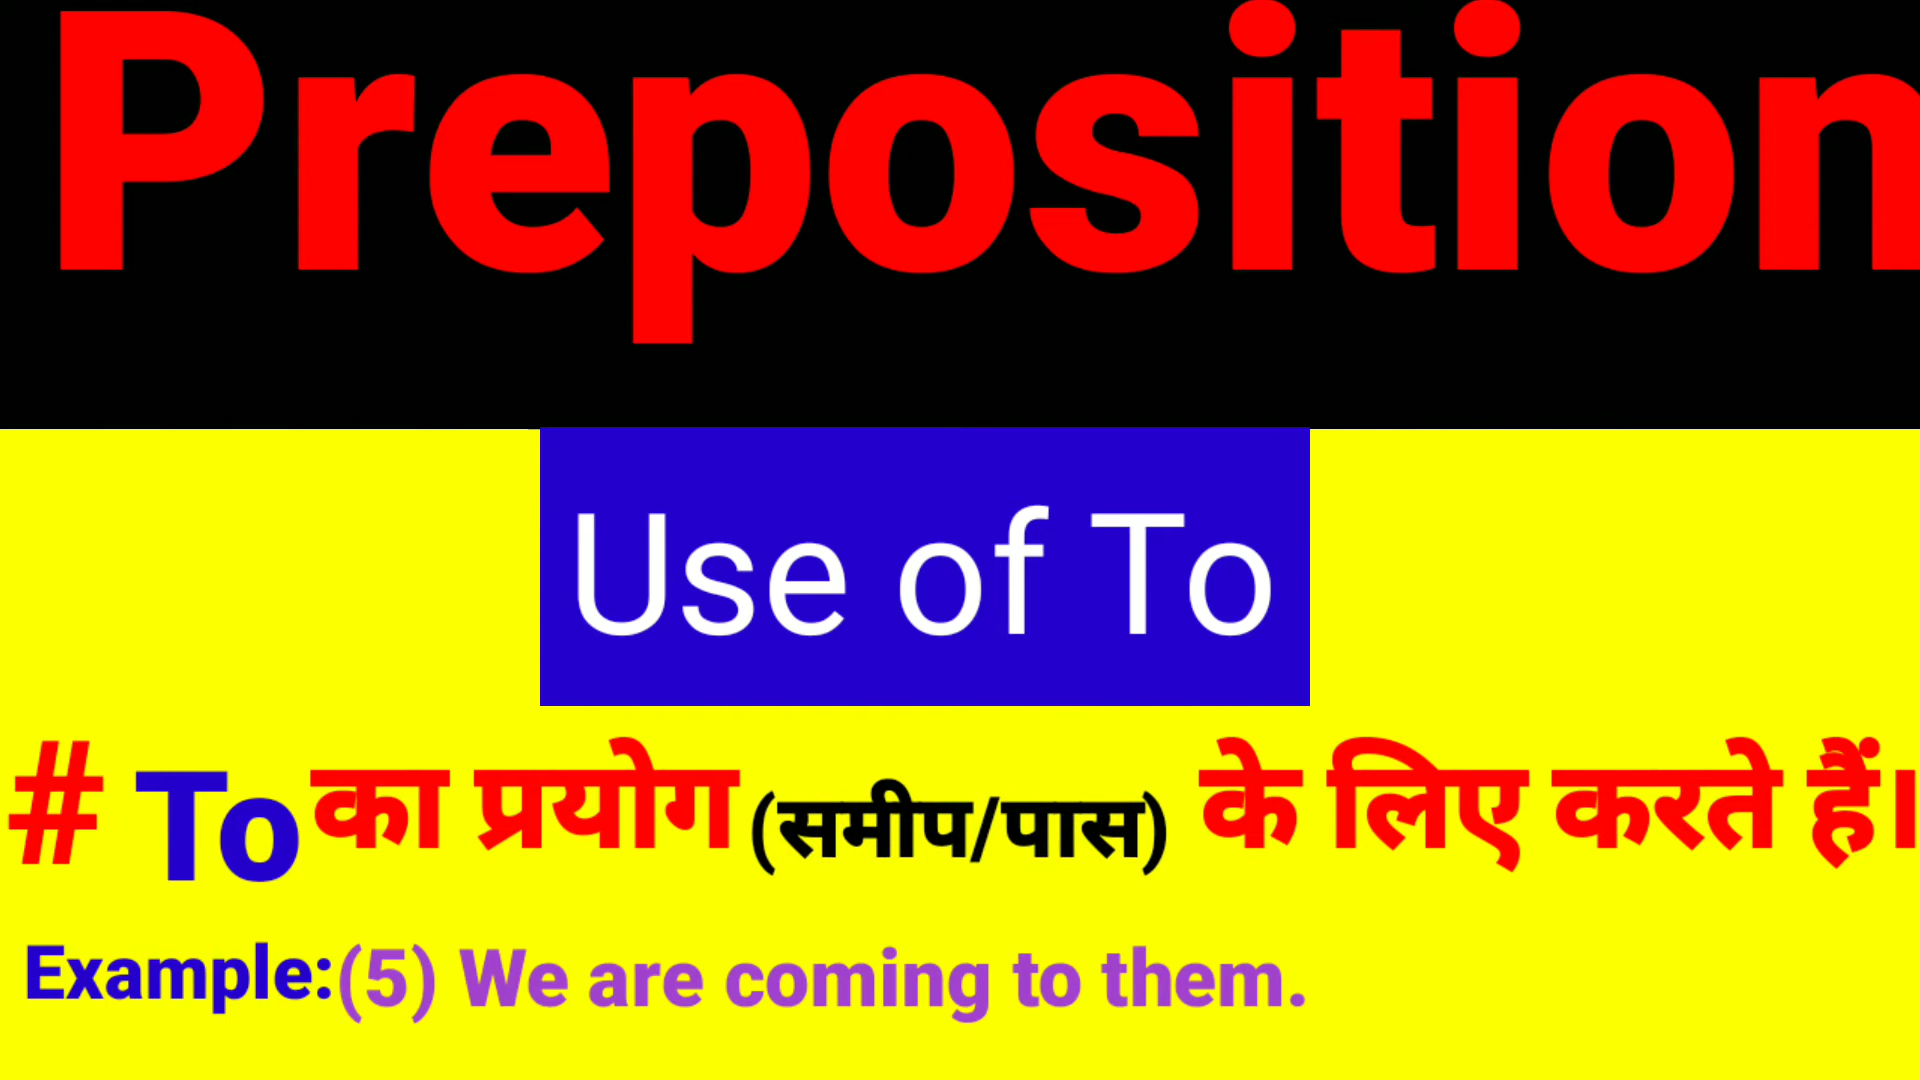 Preposition
Use of To
# To का प्रयोग (समीप/पास) के लिए करते हैं।
Example:(5) We are coming to them.